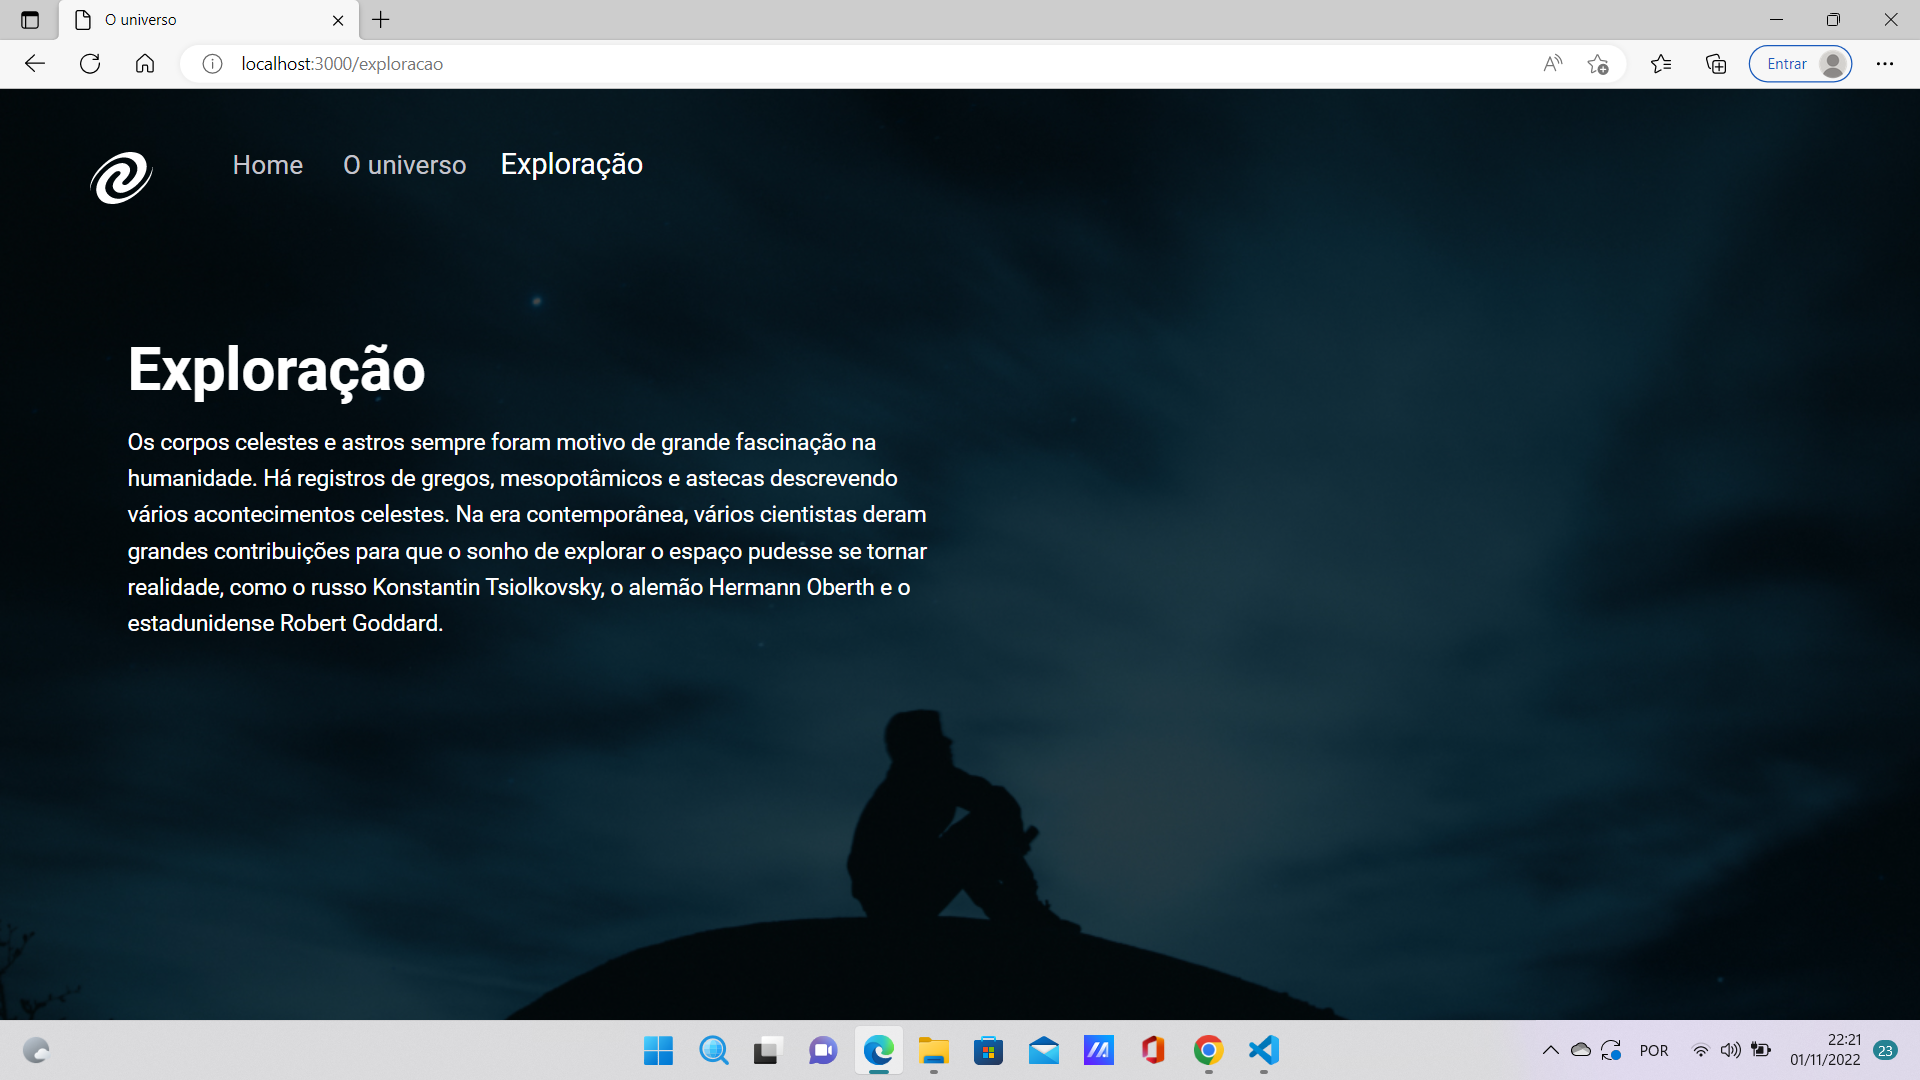 O universo
localhost:3000/exploracao
Entrar
Home O universo Exploração
Exploração
Os corpos celestes e astros sempre foram motivo de grande fascinação na
humanidade. Há registros de gregos, mesopotâmicos e astecas descrevendo
vários acontecimentos celestes. Na era contemporânea, vários cientistas deram
grandes contribuições para que o sonho de explorar o espaço pudesse se tornar
realidade, como o russo Konstantin Tsiolkovsky, o alemão Hermann Oberth e o
estadunidense Robert Goddard.
POR
22:21
01/11/2022
23